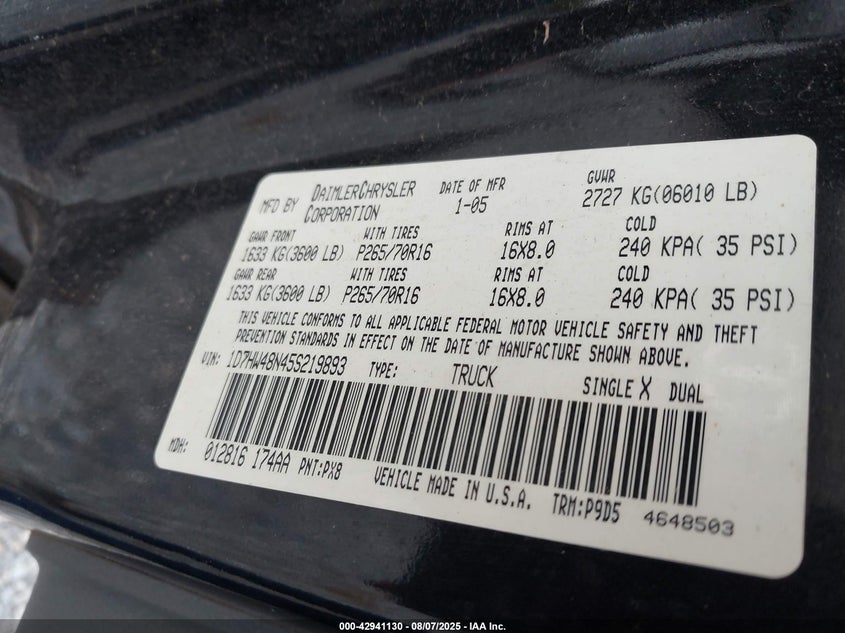 MFD BY DAIMLERCHRYSLER CORPORATION DATE OF MFR 1-05 GVWR 2727 KG(06010 LB)
GAWR FRONT WITH TIRES RIMS AT COLD
1633 KG(3600 LB) P265/70R16 16X8.0 240 KPA( 35 PSI)
GAWR REAR WITH TIRES RIMS AT COLD
1633 KG(3600 LB) P265/70R16 16X8.0 240 KPA( 35 PSI)
THIS VEHICLE CONFORMS TO ALL APPLICABLE FEDERAL MOTOR VEHICLE SAFETY AND THEFT
PREVENTION STANDARDS IN EFFECT ON THE DATE OF MANUFACTURE SHOWN ABOVE.
VIN: 1D7HW48N45S219893 TYPE: TRUCK SINGLE X DUAL
MDH: 012816 174AA PNT:PX8 VEHICLE MADE IN U.S.A. TRM:P9D5 4648503
000-42941130 - 08/07/2025 - IAA Inc.